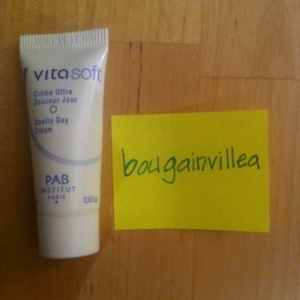 vitasoft
Crème Ultra
Douceur Jour
Gentle Day
Cream
PAB
INSTITUT
PARIS
bougainvillea